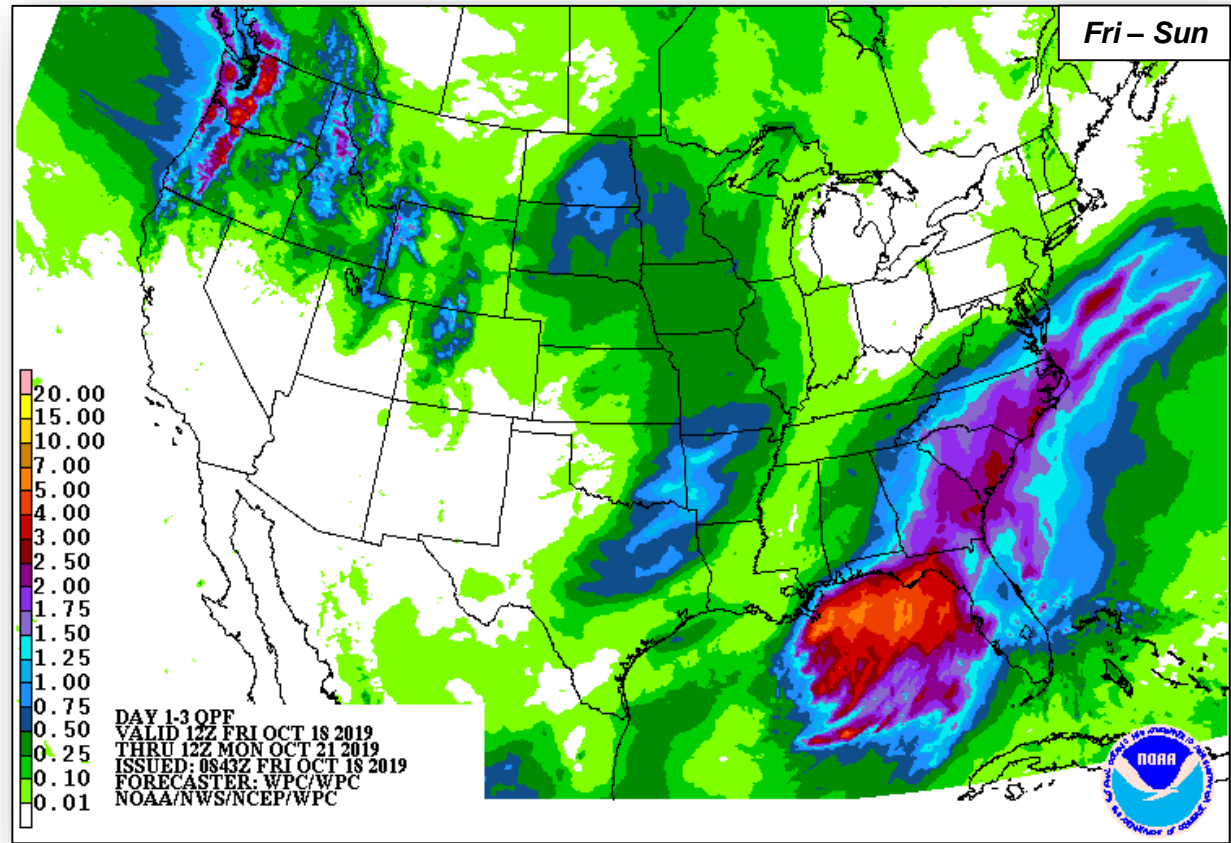 Fri – Sun
20.00
15.00
10.00
7.00
5.00
4.00
3.00
2.50
2.00
1.75
1.50
1.25
1.00
0.75
0.50
0.25
0.10
0.01
DAY 1-3 QPF
VALID 12Z FRI OCT 18 2019
THRU 12Z MON OCT 21 2019
ISSUED: 0843Z FRI OCT 18 2019
FORECASTER: WPC/WPC
NOAA/NWS/NCEP/WPC
NOAA